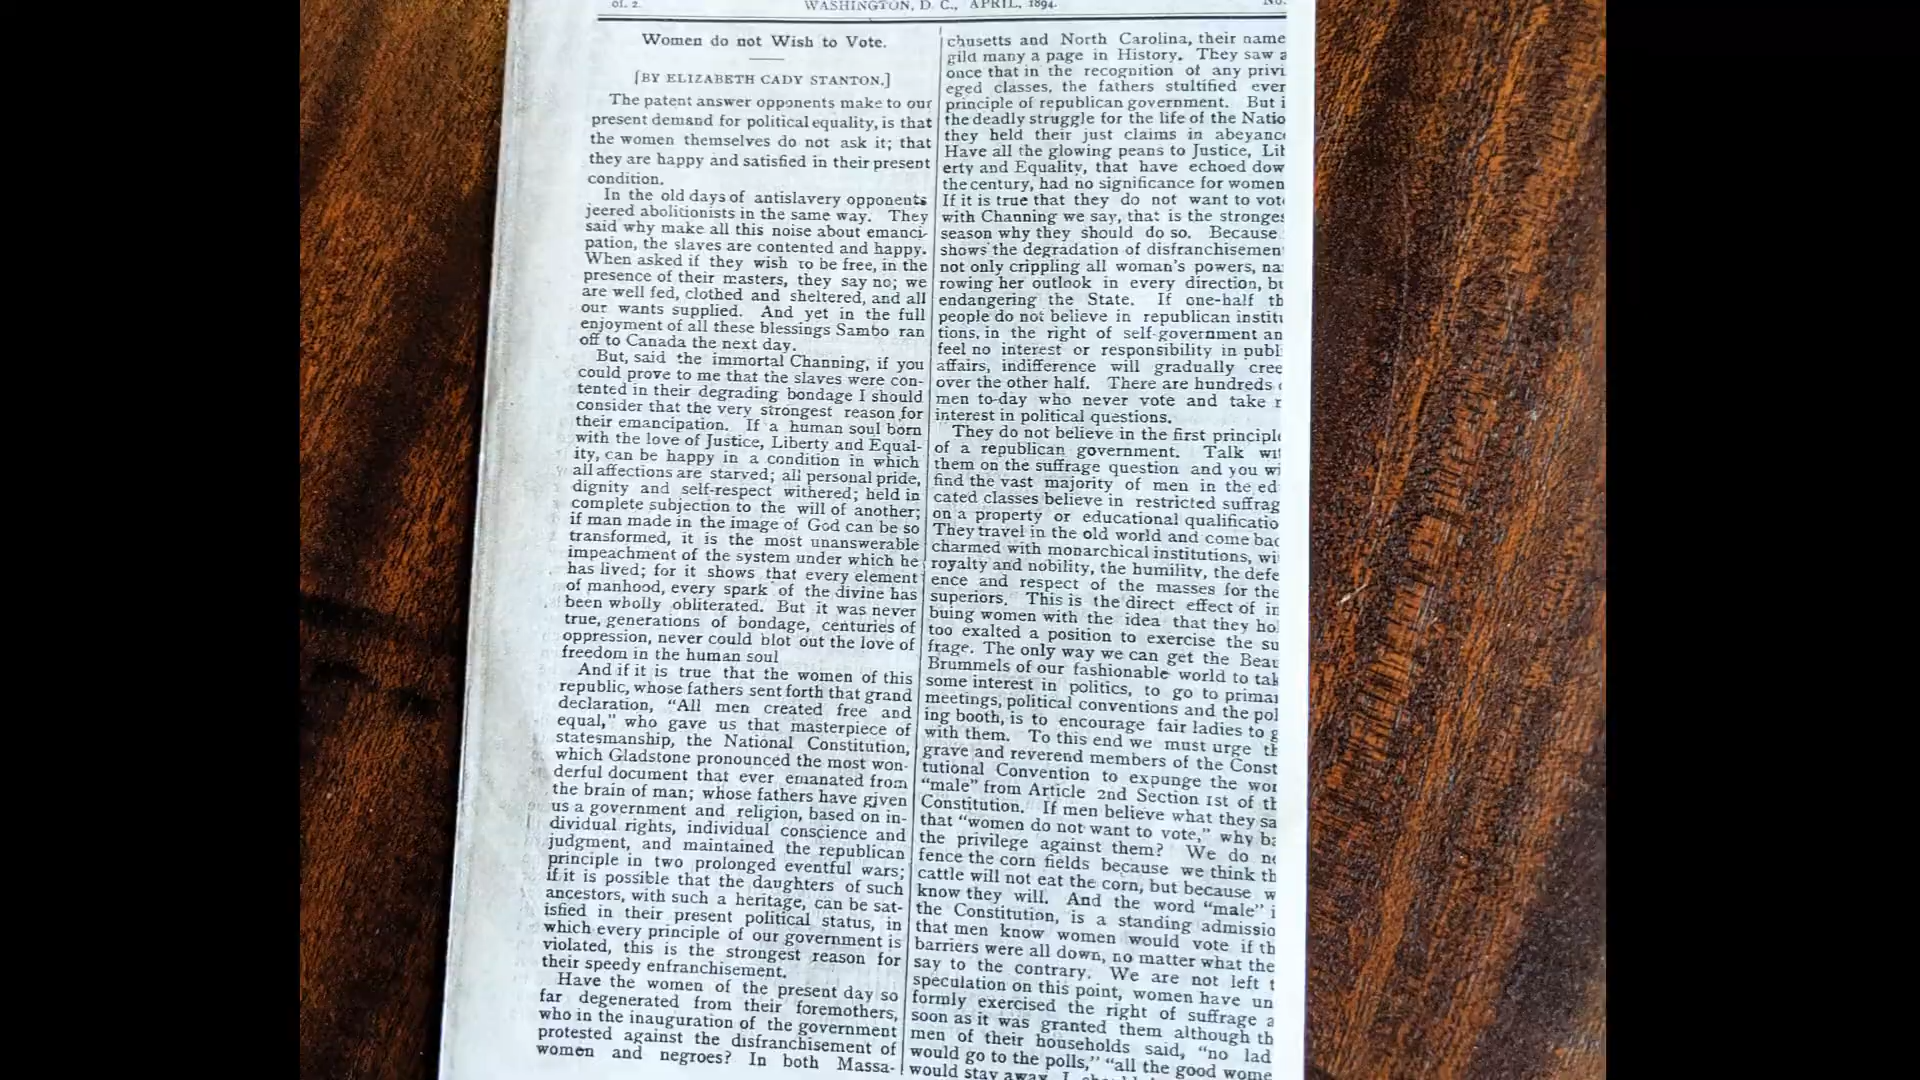 WASHINGTON, D. C., APRIL, 1894.
Women do not Wish to Vote.
[BY ELIZABETH CADY STANTON.]
The patent answer opponents make to our
present demand for political equality, is that
the women themselves do not ask it; that
they are happy and satisfied in their present
condition.
In the old days of antislavery opponents
jeered abolitionists in the same way. They
said why make all this noise about emanci-
pation, the slaves are contented and happy.
When asked if they wish to be free, in the
presence of their masters, they say no; we
are well fed, clothed and sheltered, and all
our wants supplied. And yet in the full
enjoyment of all these blessings Sambo ran
off to Canada the next day.
But, said the immortal Channing, if you
could prove to me that the slaves were con-
tented in their degrading bondage I should
consider that the very strongest reason for
their emancipation. If a human soul born
with the love of Justice, Liberty and Equal-
ity, can be happy in a condition in which
all affections are starved; all personal pride,
dignity and self-respect withered; held in
complete subjection to the will of another;
if man made in the image of God can be so
transformed, it is the most unanswerable
impeachment of the system under which he
has lived; for it shows that every element
of manhood, every spark of the divine has
been wholly obliterated. But it was never
true, generations of bondage, centuries of
oppression, never could blot out the love of
freedom in the human soul
And if it is true that the women of this
republic, whose fathers sent forth that grand
declaration, "All men created free and
equal," who gave us that masterpiece of
statesmanship, the National Constitution,
which Gladstone pronounced the most won-
derful document that ever emanated from
the brain of man; whose fathers have given
us a government and religion, based on in-
dividual rights, individual conscience and
judgment, and maintained the republican
principle in two prolonged eventful wars;
if it is possible that the daughters of such
ancestors, with such a heritage, can be sat-
isfied in their present political status, in
which every principle of our government is
violated, this is the strongest reason for
their speedy enfranchisement.
Have the women of the present day so
far degenerated from their foremothers,
who in the inauguration of the government
protested against the disfranchisement of
women and negroes? In both Massa-
chusetts and North Carolina, their name
gild many a page in History. They saw a
once that in the recognition of any privi
eged classes, the fathers stultified ever
principle of republican government. But i
the deadly struggle for the life of the Natio
they held their just claims in abeyanc
Have all the glowing peans to Justice, Lib
erty and Equality, that have echoed dow
the century, had no significance for women
If it is true that they do not want to vote
with Channing we say, that is the stronges
season why they should do so. Because
shows the degradation of disfranchisemen
not only crippling all woman's powers, na
rowing her outlook in every direction, bu
endangering the State. If one-half th
people do not believe in republican institu
tions, in the right of self-government an
feel no interest or responsibility in publ
affairs, indifference will gradually cree
over the other half. There are hundreds
men to-day who never vote and take
interest in political questions.
They do not believe in the first principle
of a republican government. Talk wit
them on the suffrage question and you wi
find the vast majority of men in the ed
cated classes believe in restricted suffrag
on a property or educational qualificatio
They travel in the old world and come bac
charmed with monarchical institutions, wi
royalty and nobility, the humility, the defe
ence and respect of the masses for the
superiors. This is the direct effect of im
buing women with the idea that they ho
too exalted a position to exercise the su
frage. The only way we can get the Beau
Brummels of our fashionable world to tak
some interest in politics, to go to primar
meetings, political conventions and the pol
ing booth, is to encourage fair ladies to g
with them. To this end we must urge th
grave and reverend members of the Const
tutional Convention to expunge the wor
"male" from Article 2nd Section 1st of th
Constitution. If men believe what they sa
that "women do not want to vote," why ba
the privilege against them? We do no
fence the corn fields because we think th
cattle will not eat the corn, but because w
know they will. And the word "male" i
the Constitution, is a standing admissio
that men know women would vote if th
barriers were all down, no matter what the
say to the contrary. We are not left t
speculation on this point, women have un
formly exercised the right of suffrage a
soon as it was granted them although th
men of their households said, "no lad
would go to the polls," "all the good wome
would stay away.